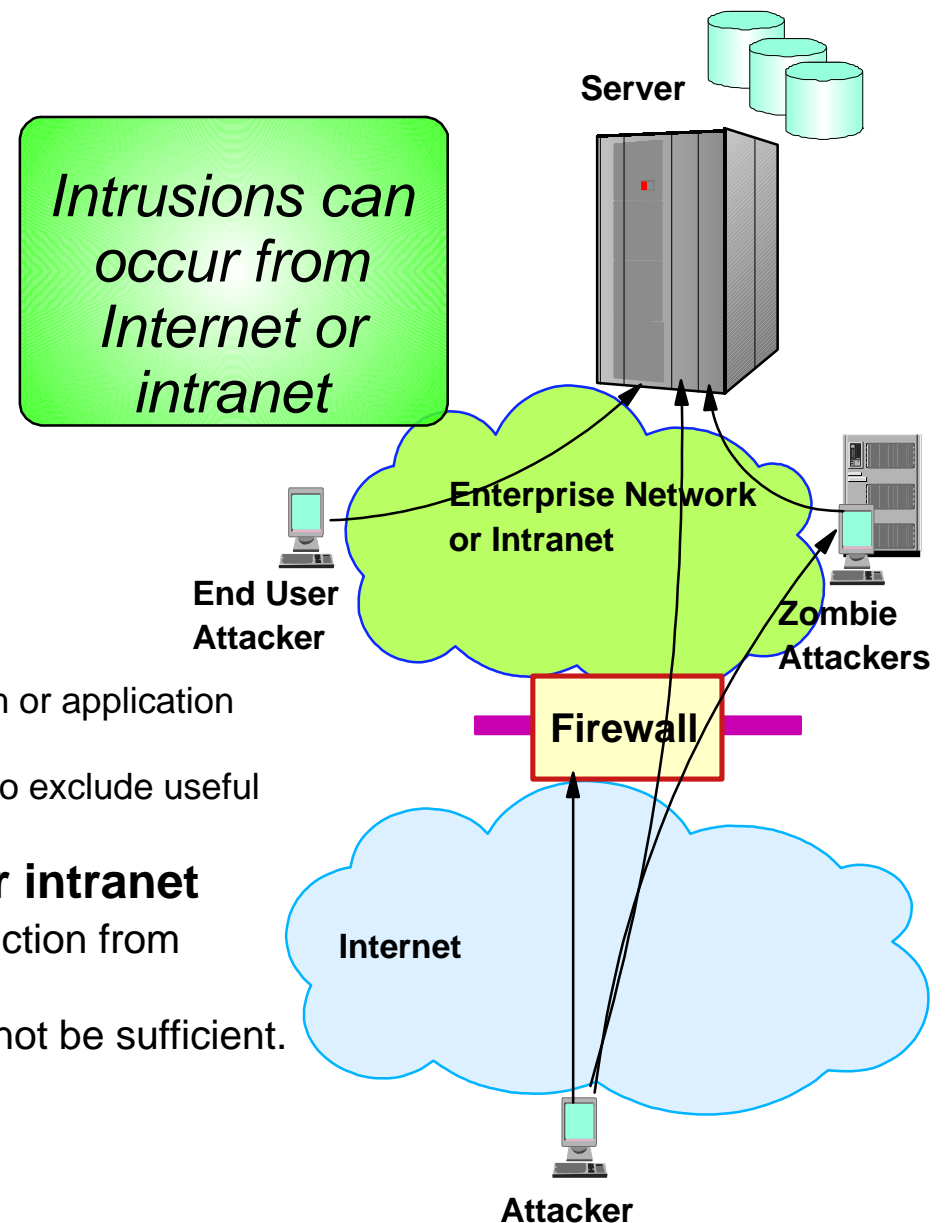 Server
Intrusions can
occur from
Internet or
intranet
Enterprise Network
or Intranet
End User
Attacker
Zombie
Attackers
or application
Firewall
o exclude useful
r intranet
ction from
Internet
not be sufficient.
Attacker